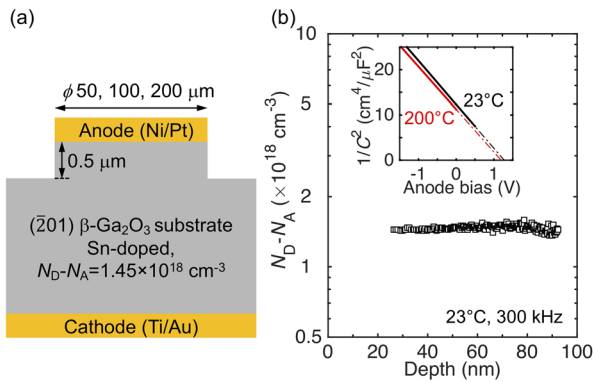 (a)
ϕ 50, 100, 200 μm
Anode (Ni/Pt)
0.5 μm
(2̅01) β-Ga₂O₃ substrate
Sn-doped,
N_D-N_A=1.45×10¹⁸ cm⁻³
Cathode (Ti/Au)
(b)
N_D-N_A (×10¹⁸ cm⁻³)
10
5
2
1
0.5
0 20 40 60 80 100
Depth (nm)
23°C, 300 kHz
1/C² (cm⁴/μF²)
20
10
0
-1 0 1
Anode bias (V)
23°C
200°C